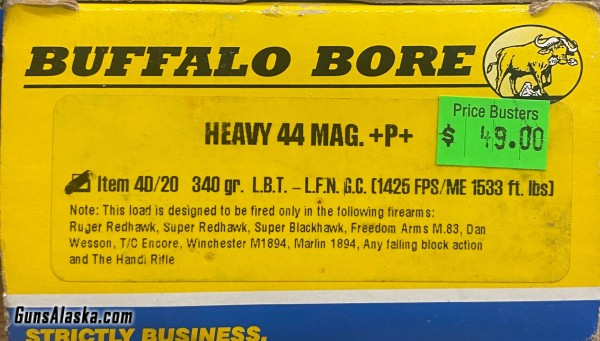 BUFFALO BORE
Price Busters
$ 49.00
HEAVY 44 MAG. +P+
Item 4D/20 340 gr. L.B.T. – L.F.N. G.C. (1425 FPS/ME 1533 ft. lbs)
Note: This load is designed to be fired only in the following firearms:
Ruger Redhawk, Super Redhawk, Super Blackhawk, Freedom Arms M.83, Dan
Wesson, T/C Encore, Winchester M1894, Marlin 1894, Any falling block action
and The Handi Rifle
GunsAlaska.com
STRICTLY BUSINESS.